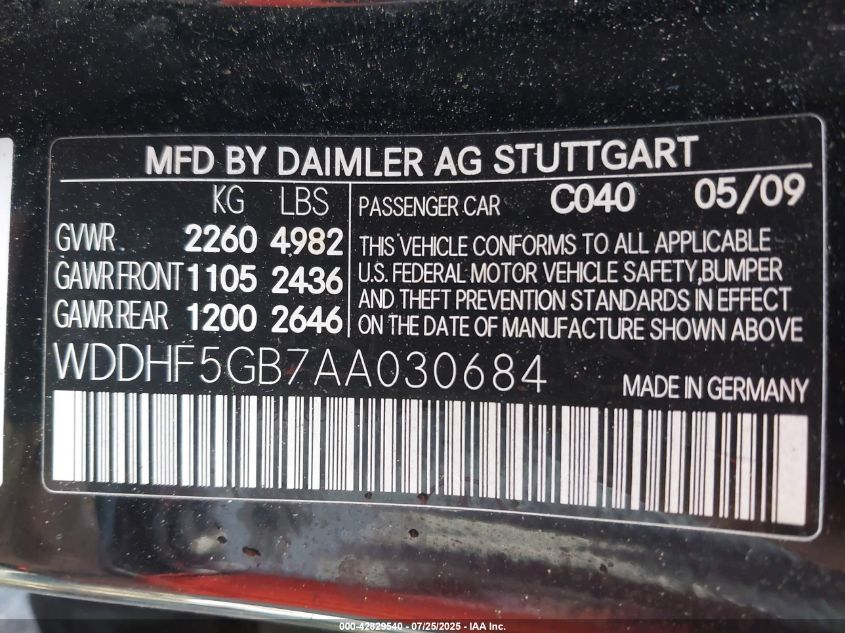 MFD BY DAIMLER AG STUTTGART
KG LBS
GVWR 2260 4982
GAWR FRONT 1105 2436
GAWR REAR 1200 2646
PASSENGER CAR C040 05/09
THIS VEHICLE CONFORMS TO ALL APPLICABLE
U.S. FEDERAL MOTOR VEHICLE SAFETY,BUMPER
AND THEFT PREVENTION STANDARDS IN EFFECT
ON THE DATE OF MANUFACTURE SHOWN ABOVE
WDDHF5GB7AA030684
MADE IN GERMANY
000-42829540 - 07/25/2025 - IAA Inc.